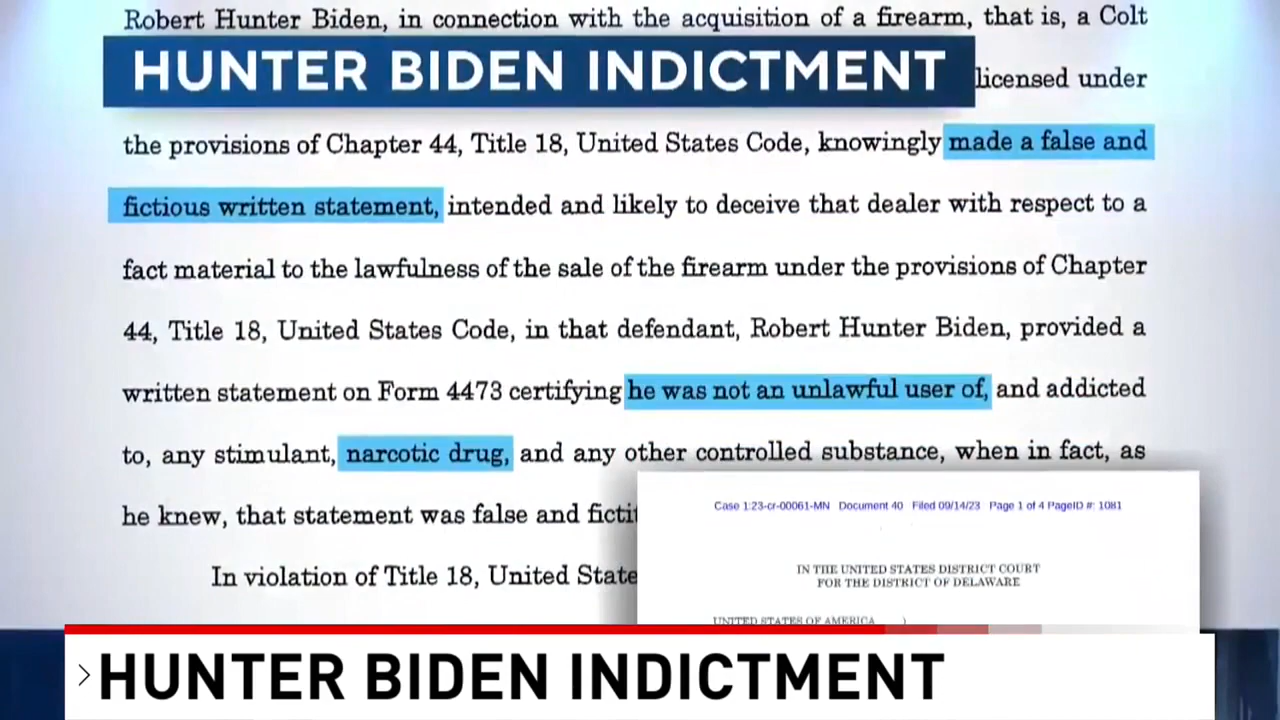 Robert Hunter Biden, in connection with the acquisition of a firearm, that is, a Colt
HUNTER BIDEN INDICTMENT
licensed under
the provisions of Chapter 44, Title 18, United States Code, knowingly made a false and
fictious written statement, intended and likely to deceive that dealer with respect to a
fact material to the lawfulness of the sale of the firearm under the provisions of Chapter
44, Title 18, United States Code, in that defendant, Robert Hunter Biden, provided a
written statement on Form 4473 certifying he was not an unlawful user of, and addicted
to, any stimulant, narcotic drug, and any other controlled substance, when in fact, as
he knew, that statement was false and fictit
In violation of Title 18, United State
Case 1:23-cr-00061-MN Document 40 Filed 09/14/23 Page 1 of 4 PageID #: 1081
IN THE UNITED STATES DISTRICT COURT
FOR THE DISTRICT OF DELAWARE
UNITED STATES OF AMERICA )
>HUNTER BIDEN INDICTMENT